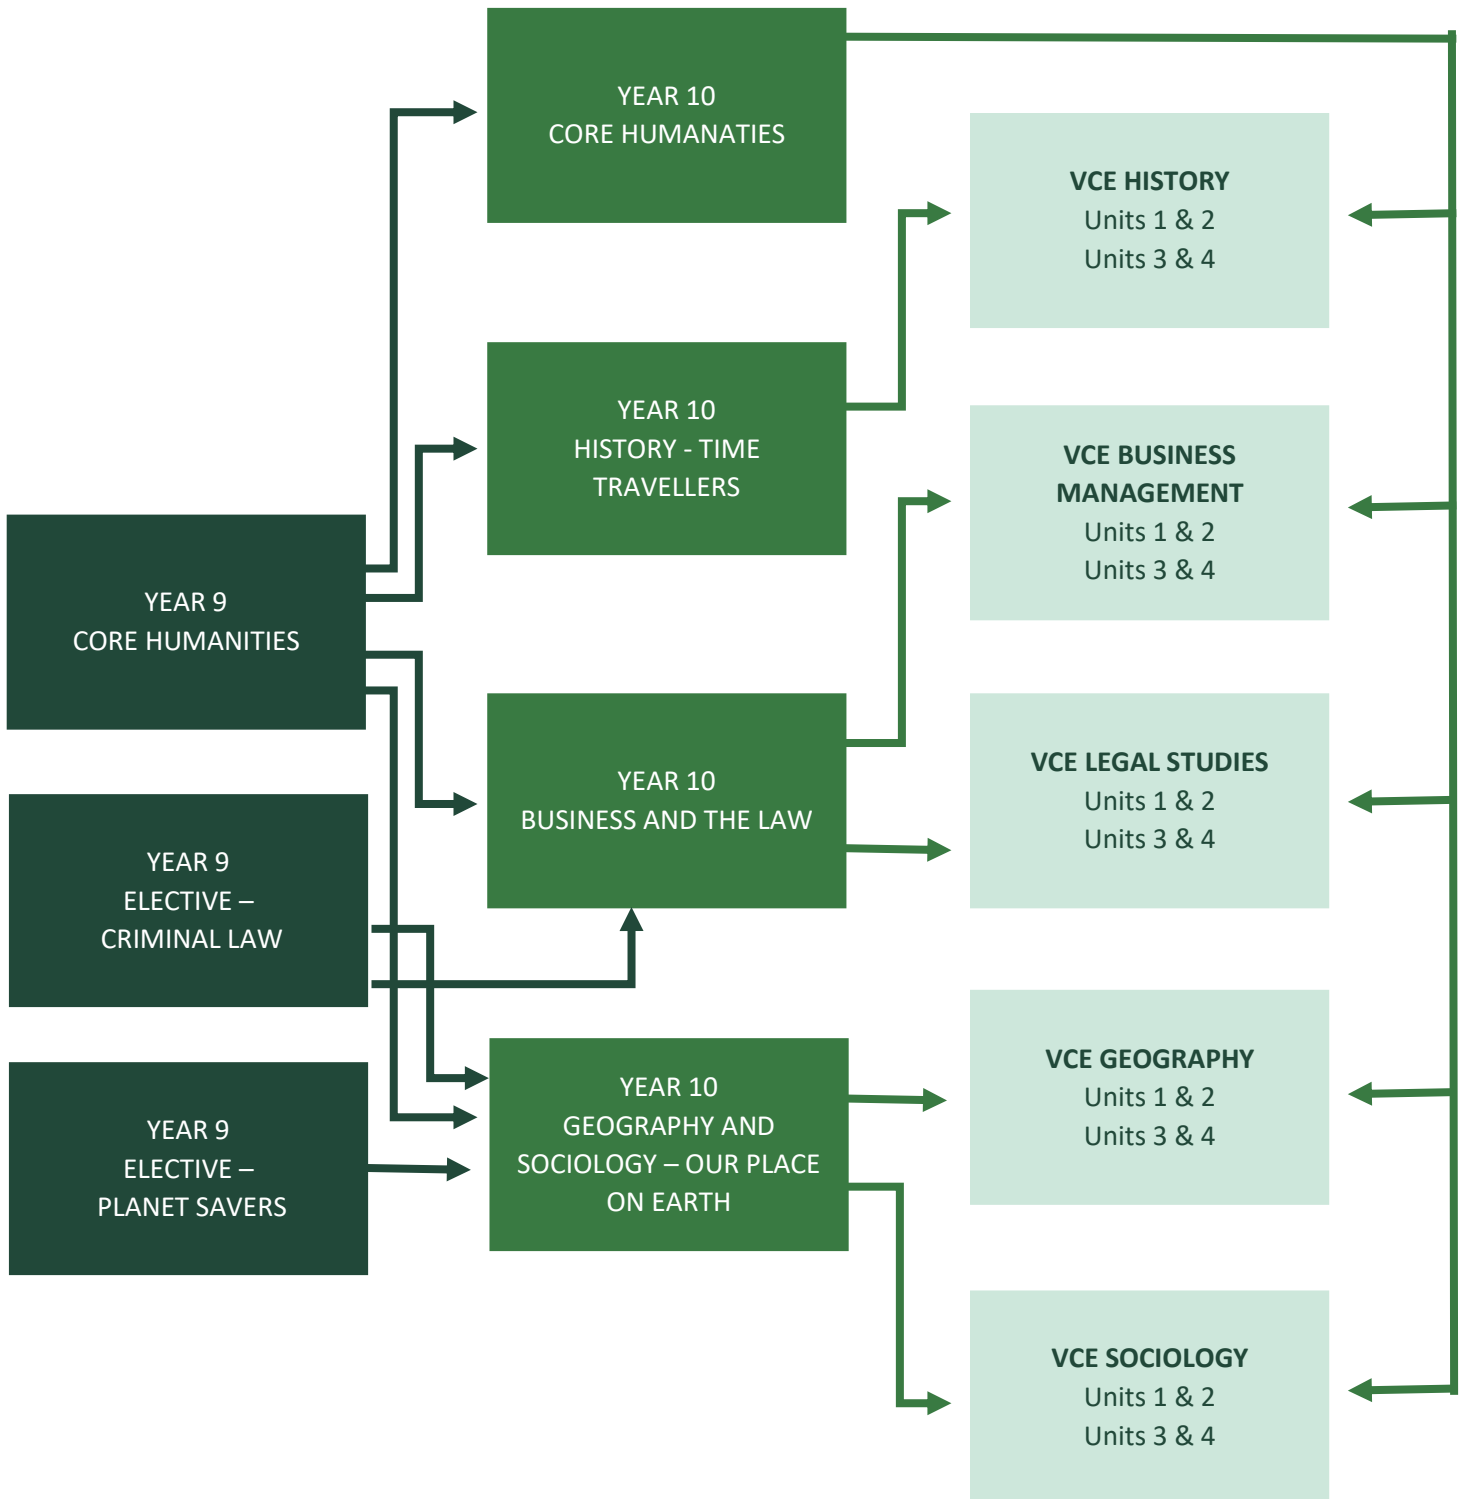 YEAR 10
CORE HUMANATIES
VCE HISTORY
Units 1 & 2
Units 3 & 4
YEAR 10
HISTORY - TIME
TRAVELLERS
VCE BUSINESS
MANAGEMENT
Units 1 & 2
Units 3 & 4
YEAR 9
CORE HUMANITIES
YEAR 10
BUSINESS AND THE LAW
VCE LEGAL STUDIES
Units 1 & 2
Units 3 & 4
YEAR 9
ELECTIVE –
CRIMINAL LAW
YEAR 10
GEOGRAPHY AND
SOCIOLOGY – OUR PLACE
ON EARTH
VCE GEOGRAPHY
Units 1 & 2
Units 3 & 4
YEAR 9
ELECTIVE –
PLANET SAVERS
VCE SOCIOLOGY
Units 1 & 2
Units 3 & 4